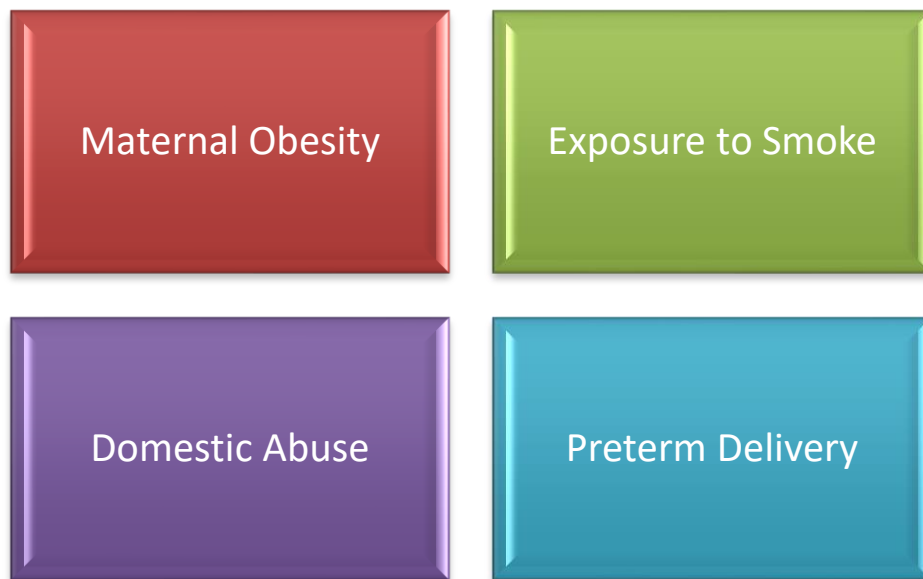 Maternal Obesity
Exposure to Smoke
Domestic Abuse
Preterm Delivery